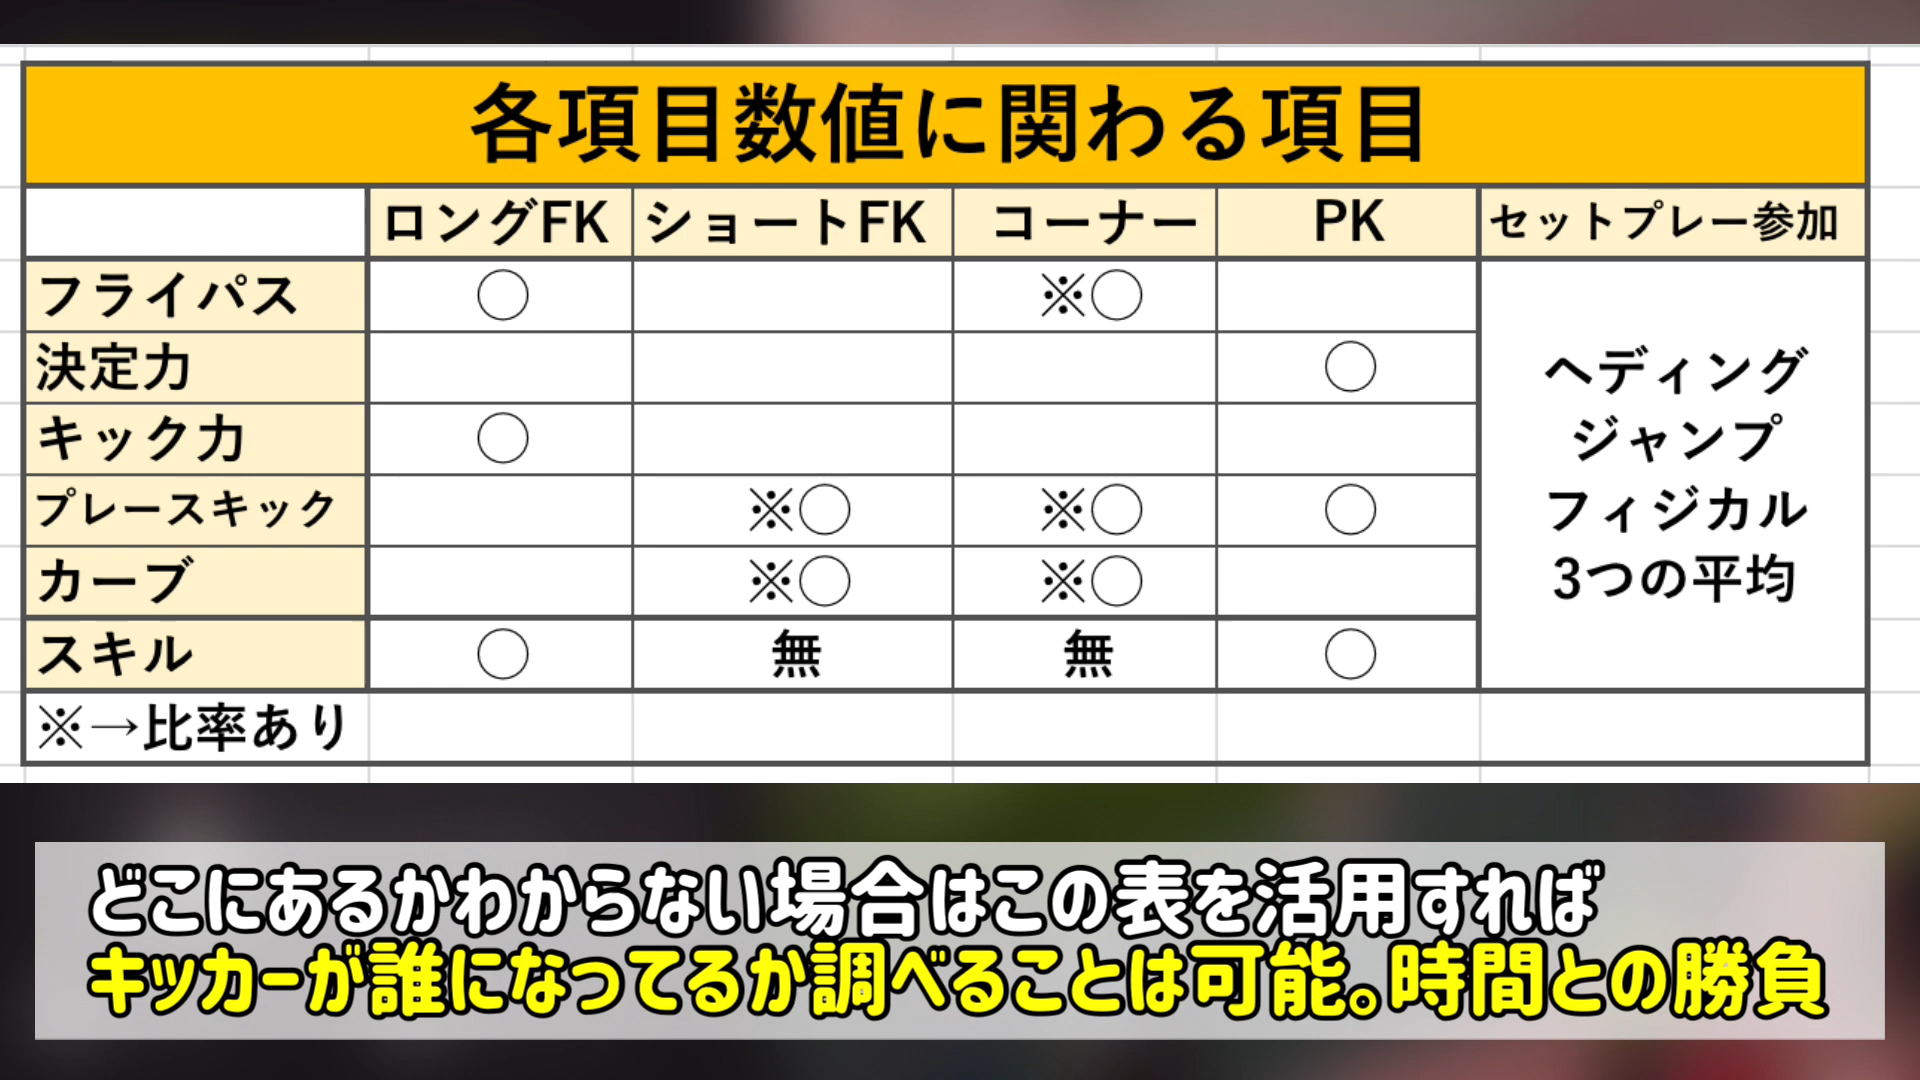 各項目数値に関わる項目
ロングFK ショートFK コーナー PK セットプレー参加
フライパス ○ ※○
決定力 ○
キック力 ○
プレースキック ※○ ※○ ○
カーブ ※○ ※○
スキル ○ 無 無 ○
ヘディング
ジャンプ
フィジカル
3つの平均
※→比率あり
どこにあるかわからない場合はこの表を活用すれば
キッカーが誰になってるか調べることは可能。時間との勝負